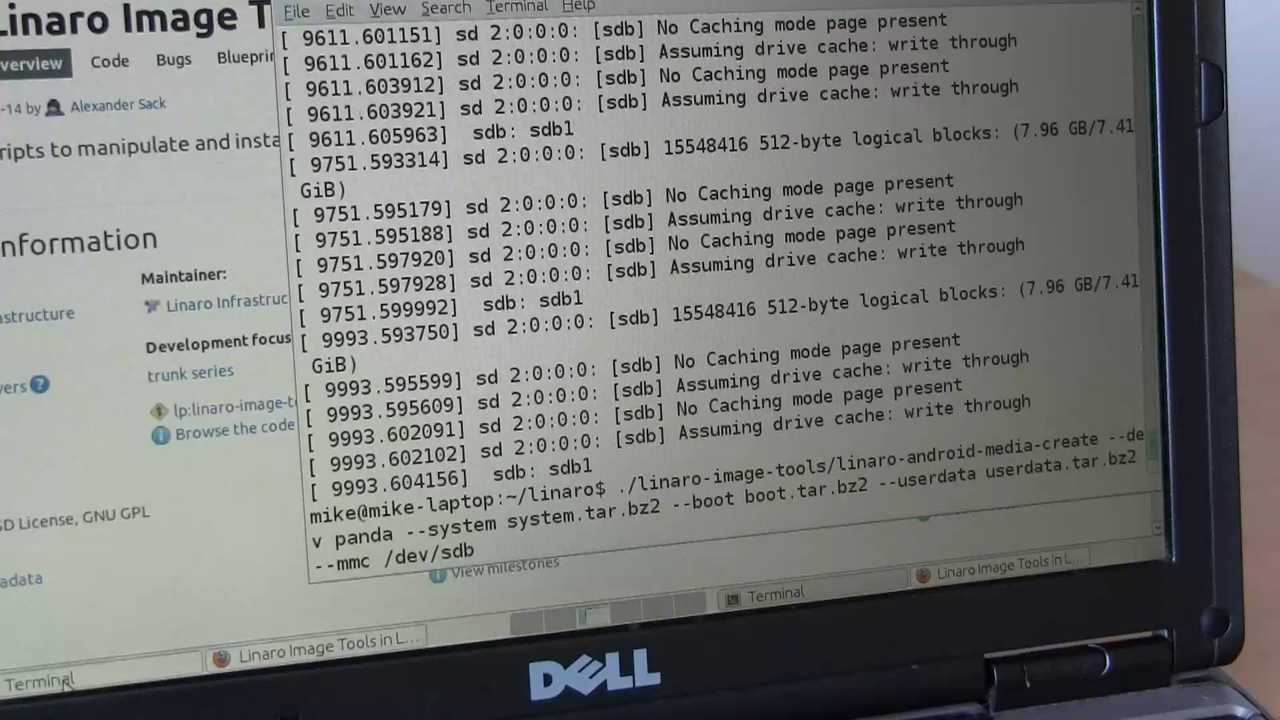 Linaro Image T
verview Code Bugs Blueprin
-14 by Alexander Sack
ripts to manipulate and insta
nformation
Maintainer:
astructure
Linaro Infrastruc
Development focus
trunk series
vers
lp:linaro-image-t
Browse the code
SD License, GNU GPL
adata
View milestones
File Edit View Search Terminal Help
[ 9611.601151] sd 2:0:0:0: [sdb] No Caching mode page present
[ 9611.601162] sd 2:0:0:0: [sdb] Assuming drive cache: write through
[ 9611.603912] sd 2:0:0:0: [sdb] No Caching mode page present
[ 9611.603921] sd 2:0:0:0: [sdb] Assuming drive cache: write through
[ 9611.605963] sdb: sdb1
[ 9751.593314] sd 2:0:0:0: [sdb] 15548416 512-byte logical blocks: (7.96 GB/7.41
GiB)
[ 9751.595179] sd 2:0:0:0: [sdb] No Caching mode page present
[ 9751.595188] sd 2:0:0:0: [sdb] Assuming drive cache: write through
[ 9751.597920] sd 2:0:0:0: [sdb] No Caching mode page present
[ 9751.597928] sd 2:0:0:0: [sdb] Assuming drive cache: write through
[ 9751.599992] sdb: sdb1
[ 9993.593750] sd 2:0:0:0: [sdb] 15548416 512-byte logical blocks: (7.96 GB/7.41
GiB)
[ 9993.595599] sd 2:0:0:0: [sdb] No Caching mode page present
[ 9993.595609] sd 2:0:0:0: [sdb] Assuming drive cache: write through
[ 9993.602091] sd 2:0:0:0: [sdb] No Caching mode page present
[ 9993.602102] sd 2:0:0:0: [sdb] Assuming drive cache: write through
[ 9993.604156] sdb: sdb1
mike@mike-laptop:~/linaro$ ./linaro-image-tools/linaro-android-media-create --de
v panda --system system.tar.bz2 --boot boot.tar.bz2 --userdata userdata.tar.bz2
--mmc /dev/sdb
Terminal
Linaro Image Tools in L...
Terminal
Linaro Image Tools in L...
DELL